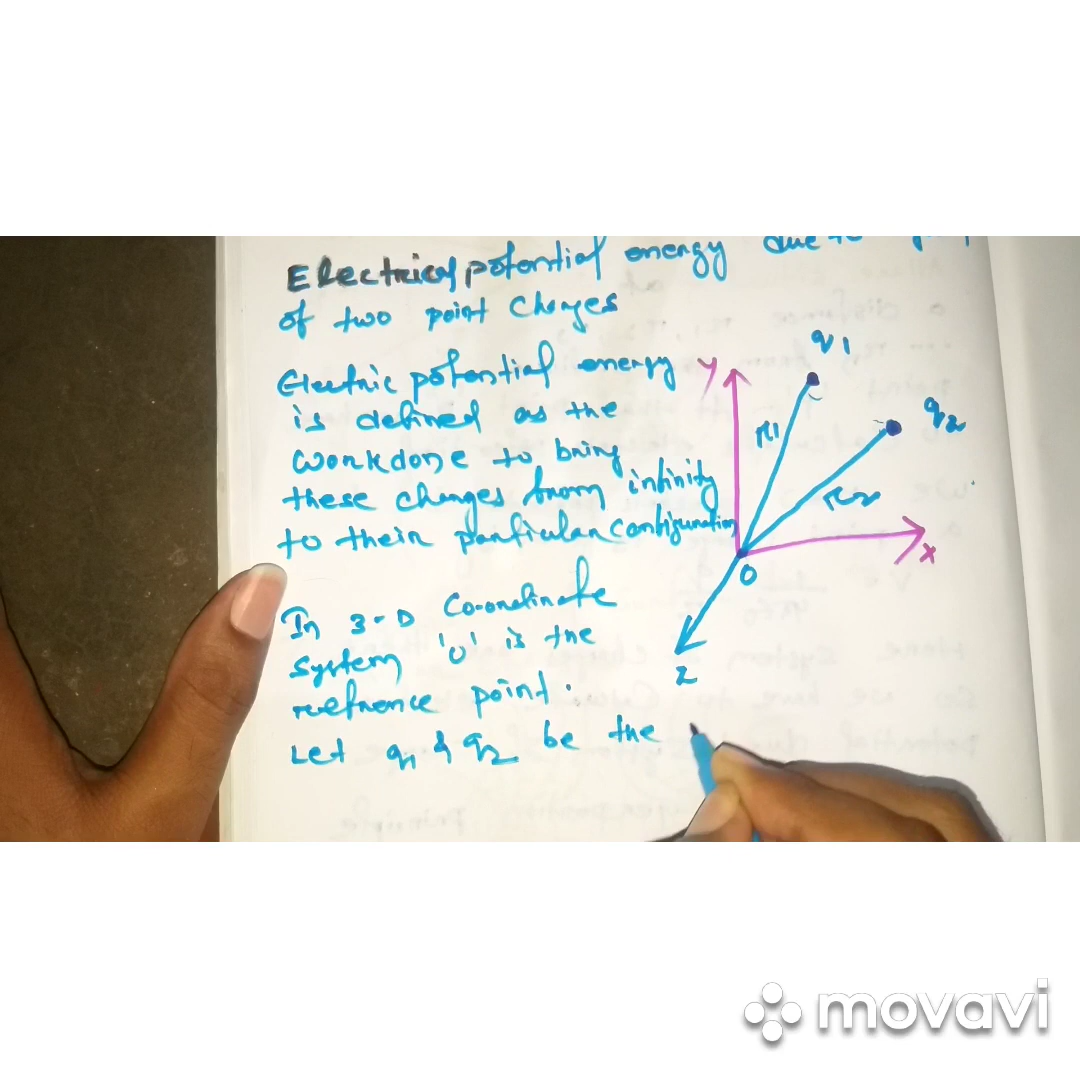 Electrical potential energy due to
of two point charges
Electric potential energy
is defined as the
workdone to bring
these charges from infinity
to their particular configuration
In 3-D Co-ordinate
system 'O' is the
refrence point.
Let q1 & q2 be the
Y
q1
q2
r1
r2
X
O
Z
movavi